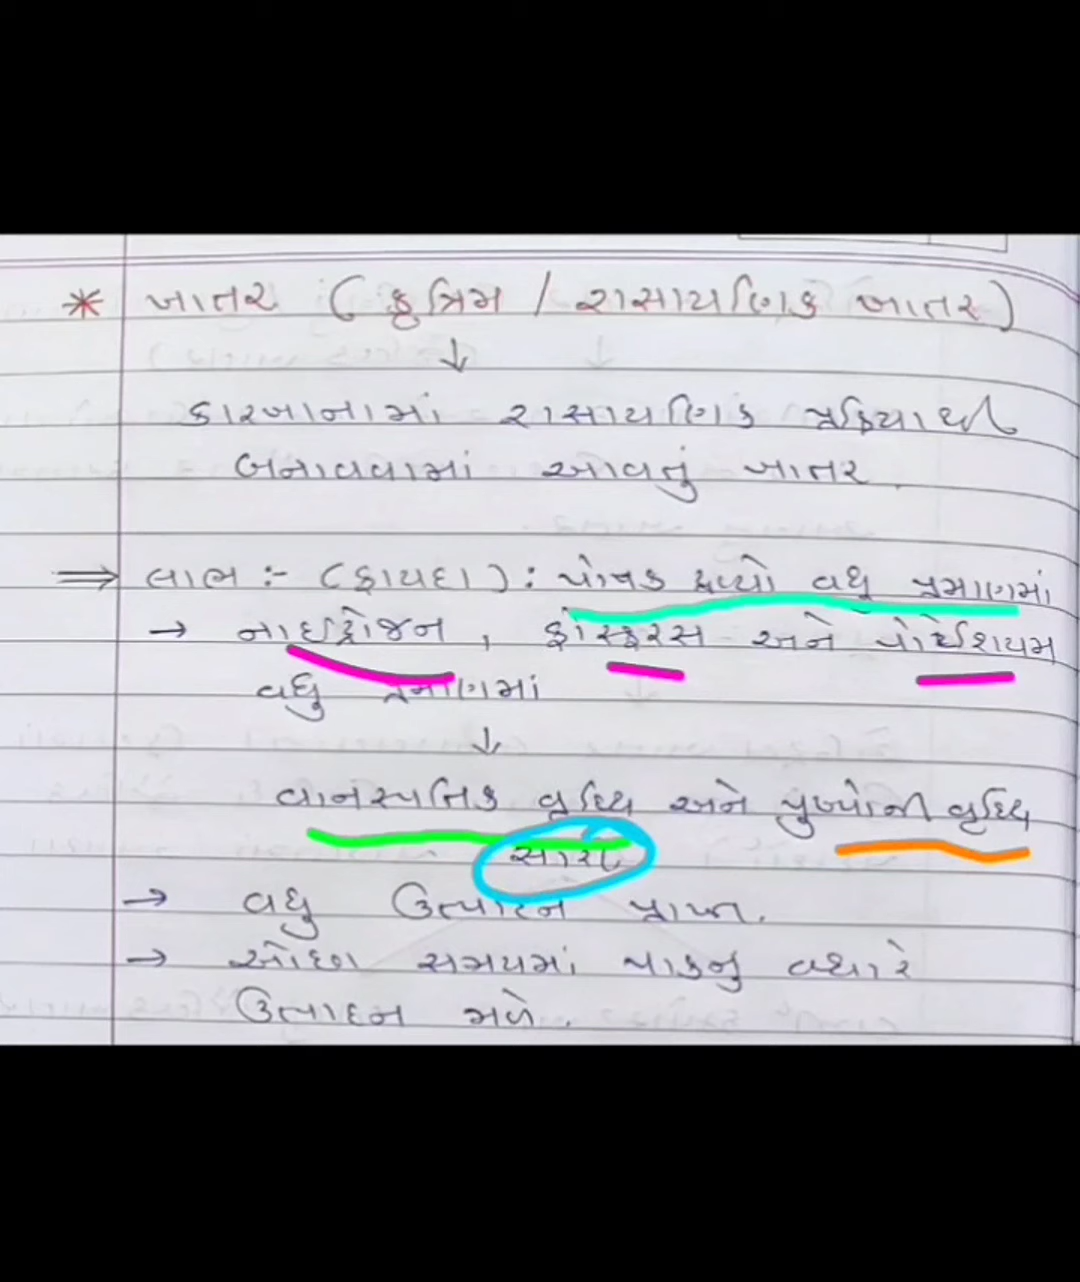 * ખાતર (કૃત્રિમ / રાસાયણિક ખાતર)
↓
કારખાનામાં રાસાયણિક પ્રક્રિયાથી
બનાવવામાં આવતું ખાતર.
⇒ લાભ :- (ફાયદા) : પોષક દ્રવ્યો વધુ પ્રમાણમાં
→ નાઇટ્રોજન, ફોસ્ફરસ અને પોટેશિયમ
વધુ પ્રમાણમાં
↓
વાનસ્પતિક વૃદ્ધિ અને પુષ્પોની વૃદ્ધિ
સારી
→ વધુ ઉત્પાદન પ્રાપ્ત.
→ ઓછા સમયમાં પાકનું વધારે
ઉત્પાદન મળે.